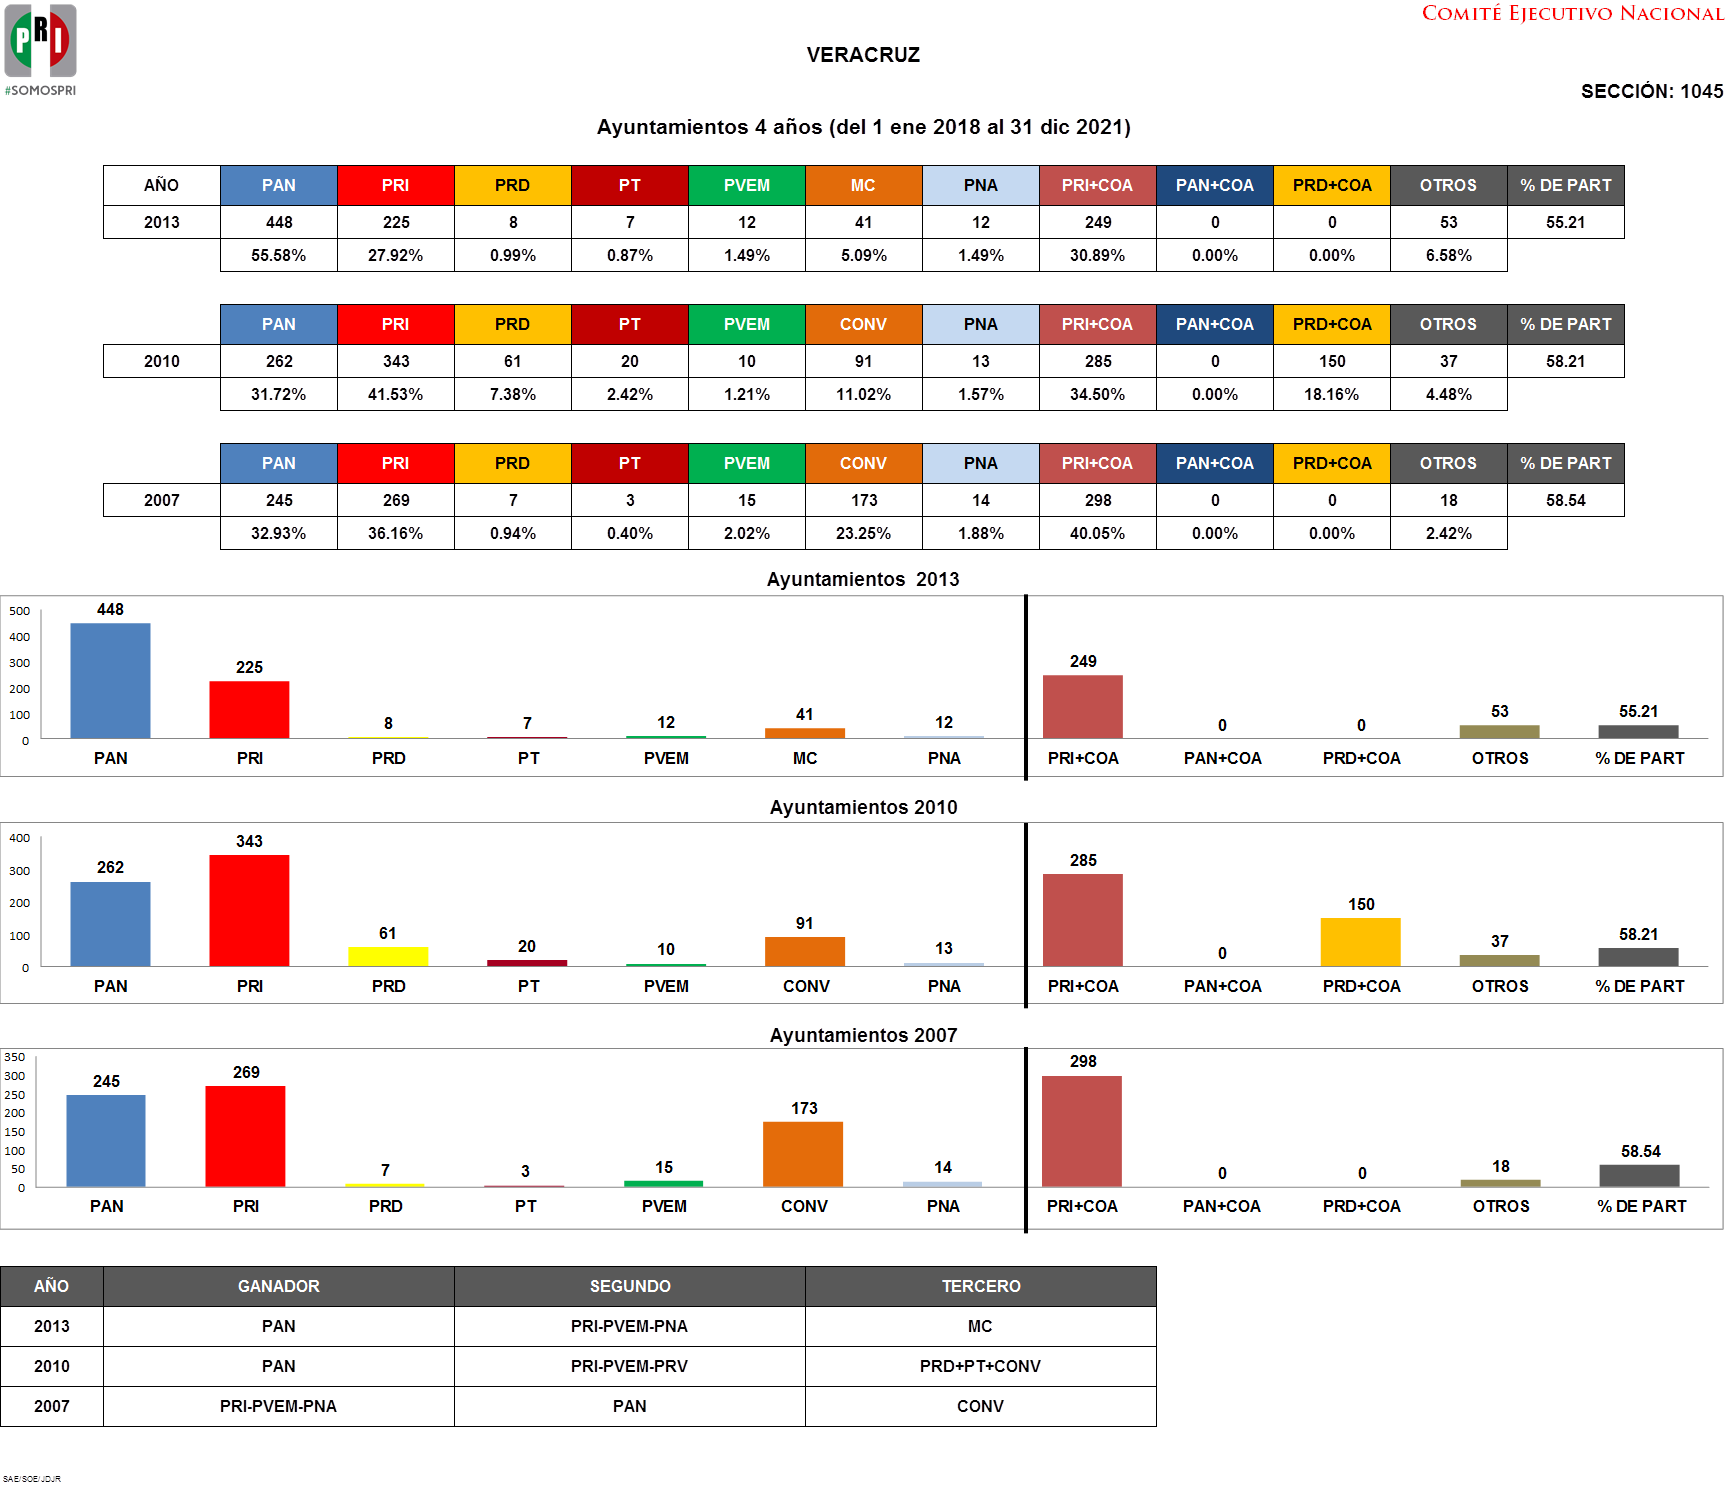 PRI
#SOMOSPRI
COMITÉ EJECUTIVO NACIONAL
VERACRUZ
SECCIÓN: 1045
Ayuntamientos 4 años (del 1 ene 2018 al 31 dic 2021)
AÑO PAN PRI PRD PT PVEM MC PNA PRI+COA PAN+COA PRD+COA OTROS % DE PART
2013 448 225 8 7 12 41 12 249 0 0 53 55.21
55.58% 27.92% 0.99% 0.87% 1.49% 5.09% 1.49% 30.89% 0.00% 0.00% 6.58%
PAN PRI PRD PT PVEM CONV PNA PRI+COA PAN+COA PRD+COA OTROS % DE PART
2010 262 343 61 20 10 91 13 285 0 150 37 58.21
31.72% 41.53% 7.38% 2.42% 1.21% 11.02% 1.57% 34.50% 0.00% 18.16% 4.48%
PAN PRI PRD PT PVEM CONV PNA PRI+COA PAN+COA PRD+COA OTROS % DE PART
2007 245 269 7 3 15 173 14 298 0 0 18 58.54
32.93% 36.16% 0.94% 0.40% 2.02% 23.25% 1.88% 40.05% 0.00% 0.00% 2.42%
Ayuntamientos 2013
500
400
300
200
100
0
448 225 8 7 12 41 12 249 0 0 53 55.21
PAN PRI PRD PT PVEM MC PNA PRI+COA PAN+COA PRD+COA OTROS % DE PART
Ayuntamientos 2010
400
300
200
100
0
262 343 61 20 10 91 13 285 0 150 37 58.21
PAN PRI PRD PT PVEM CONV PNA PRI+COA PAN+COA PRD+COA OTROS % DE PART
Ayuntamientos 2007
350
300
250
200
150
100
50
0
245 269 7 3 15 173 14 298 0 0 18 58.54
PAN PRI PRD PT PVEM CONV PNA PRI+COA PAN+COA PRD+COA OTROS % DE PART
AÑO GANADOR SEGUNDO TERCERO
2013 PAN PRI-PVEM-PNA MC
2010 PAN PRI-PVEM-PRV PRD+PT+CONV
2007 PRI-PVEM-PNA PAN CONV
SAE/SOE/JDJR